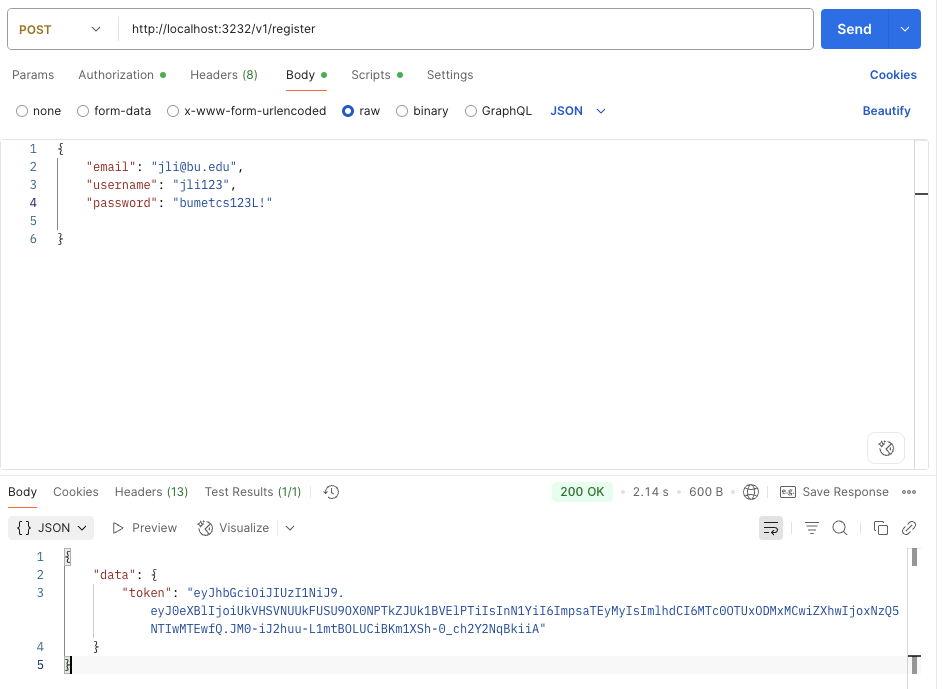 POST http://localhost:3232/v1/register Send
Params Authorization Headers (8) Body Scripts Settings Cookies
none form-data x-www-form-urlencoded raw binary GraphQL JSON Beautify
1 {
2 "email": "jli@bu.edu",
3 "username": "jli123",
4 "password": "bumetcs123L!"
5
6 }
Body Cookies Headers (13) Test Results (1/1) 200 OK • 2.14 s • 600 B • e.g. Save Response
{} JSON Preview Visualize
1 {
2 "data": {
3 "token": "eyJhbGciOiJIUzI1NiJ9.
eyJ0eXBlIjoiUkVHSVNUUkFUSU9OX0NPTkZJUk1BVElPTiIsInN1YiI6ImpsaTEyMyIsImlhdCI6MTc0OTUxODMxMCwiZXhwIjoxNzQ5
NTIwMTEwfQ.JM0-iJ2huu-L1mtBOLUCiBKm1XSh-0_ch2Y2NqBkiiA"
4 }
5 }